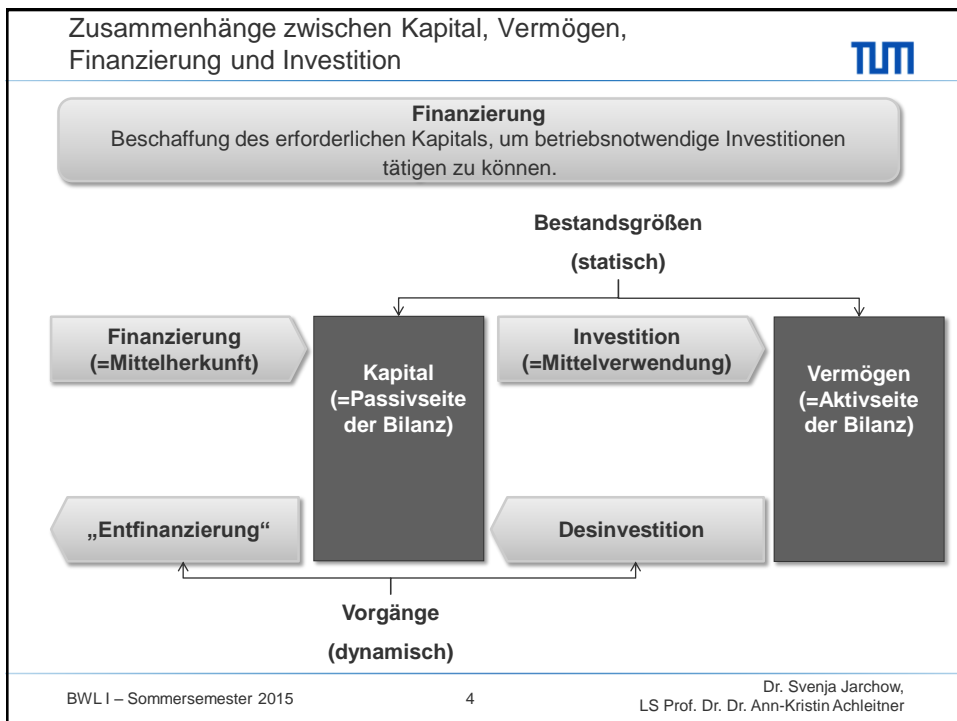 Zusammenhänge zwischen Kapital, Vermögen,
Finanzierung und Investition
TUM
Finanzierung
Beschaffung des erforderlichen Kapitals, um betriebsnotwendige Investitionen
tätigen zu können.
Bestandsgrößen
(statisch)
Finanzierung
(=Mittelherkunft)
Kapital
(=Passivseite
der Bilanz)
Investition
(=Mittelverwendung)
Vermögen
(=Aktivseite
der Bilanz)
„Entfinanzierung“
Desinvestition
Vorgänge
(dynamisch)
BWL I – Sommersemester 2015
4
Dr. Svenja Jarchow,
LS Prof. Dr. Dr. Ann-Kristin Achleitner